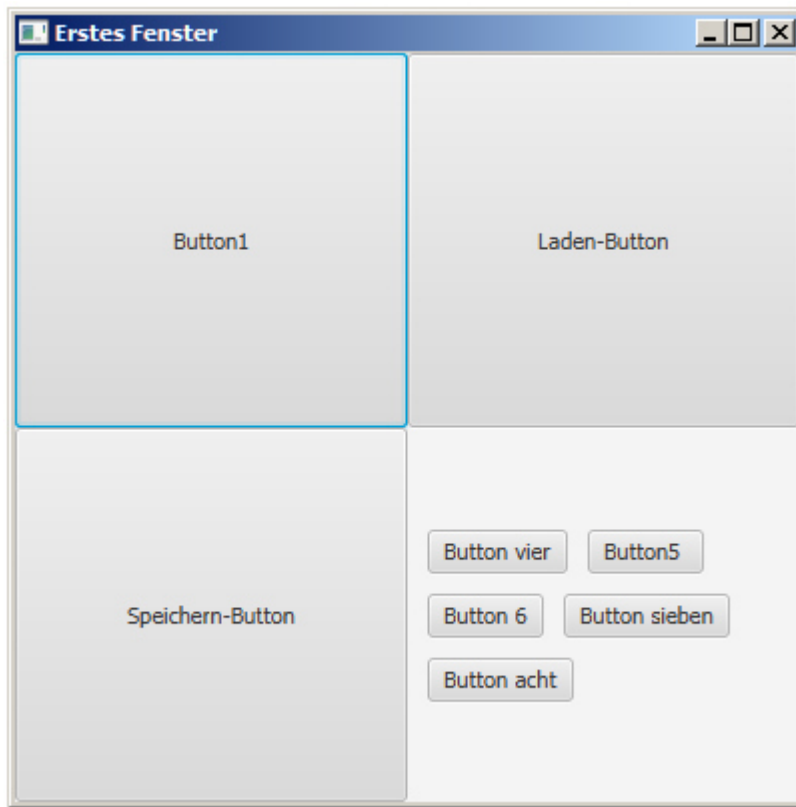 Erstes Fenster
Button1
Laden-Button
Speichern-Button
Button vier
Button5
Button 6
Button sieben
Button acht